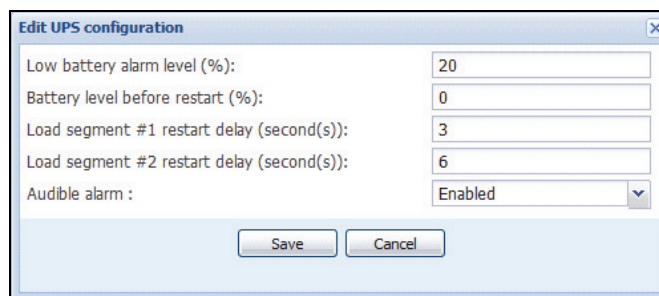 Edit UPS configuration
Low battery alarm level (%): 20
Battery level before restart (%): 0
Load segment #1 restart delay (second(s)): 3
Load segment #2 restart delay (second(s)): 6
Audible alarm : Enabled
Save Cancel